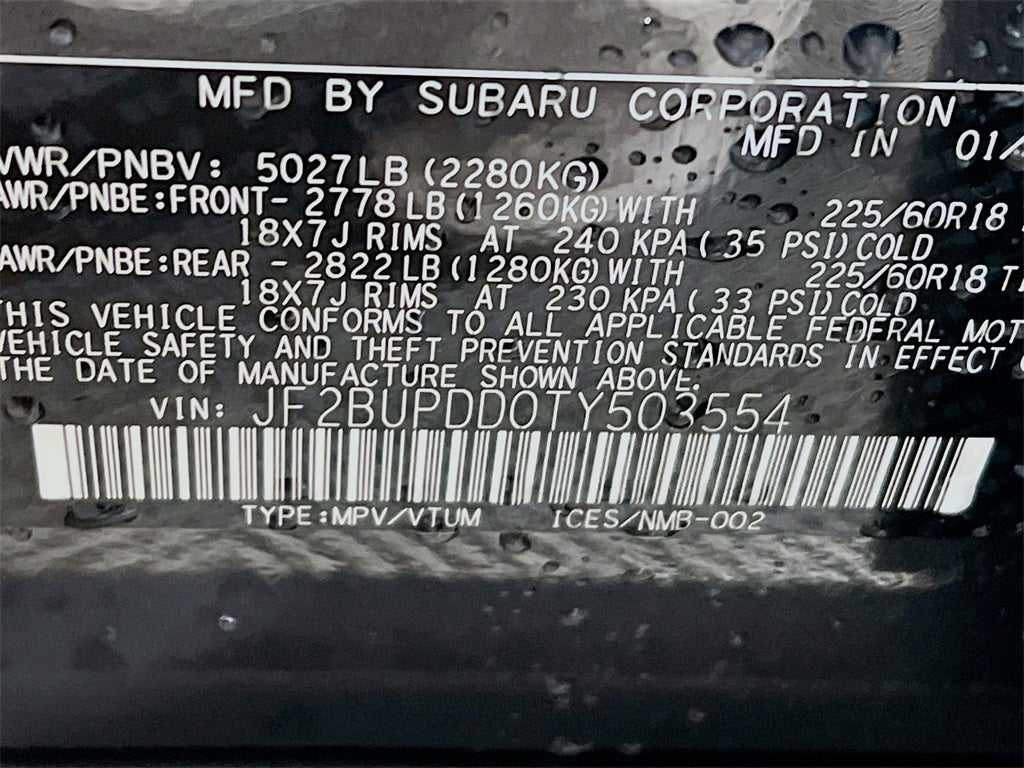 MFD BY SUBARU CORPORATION
MFD IN 01/
VWR/PNBV: 5027LB (2280KG)
AWR/PNBE:FRONT- 2778 LB(1260KG)WITH 225/60R18
18X7J RIMS AT 240 KPA( 35 PSI)COLD
AWR/PNBE:REAR - 2822 LB(1280KG)WITH 225/60R18 TI
18X7J RIMS AT 230 KPA( 33 PSI)COLD
THIS VEHICLE CONFORMS TO ALL APPLICABLE FEDERAL MOT
VEHICLE SAFETY AND THEFT PREVENTION STANDARDS IN EFFECT
THE DATE OF MANUFACTURE SHOWN ABOVE.
VIN: JF2BUPDD0TY503554
TYPE:MPV/VTUM ICES/NMB-002